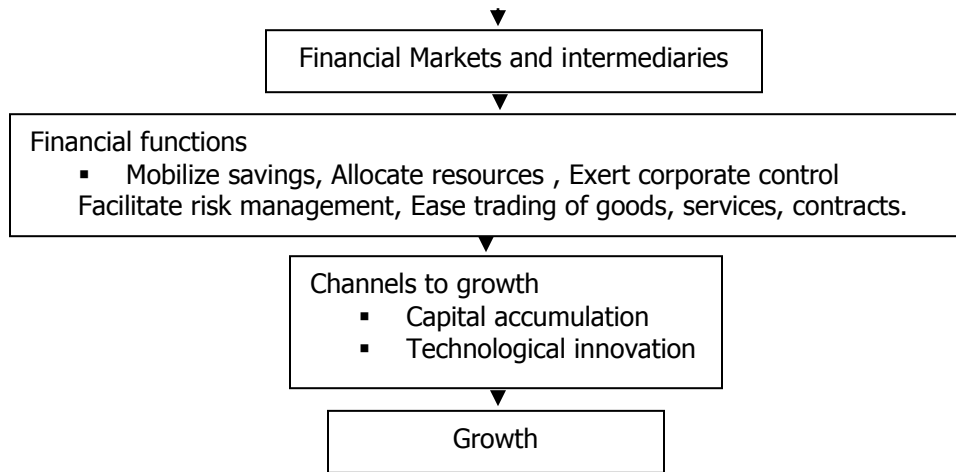 Financial Markets and intermediaries
Financial functions
▪ Mobilize savings, Allocate resources , Exert corporate control
Facilitate risk management, Ease trading of goods, services, contracts.
Channels to growth
▪ Capital accumulation
▪ Technological innovation
Growth